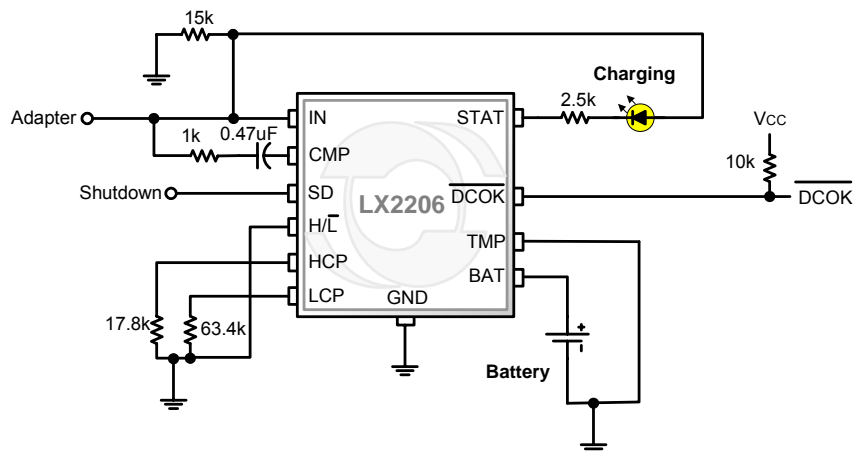 15k
Charging
2.5k
Adapter
IN
STAT
Vcc
1k
0.47uF
10k
CMP
Shutdown
SD
LX2206
DCOK
DCOK
H/L
TMP
HCP
BAT
LCP
GND
17.8k
63.4k
+
-
Battery